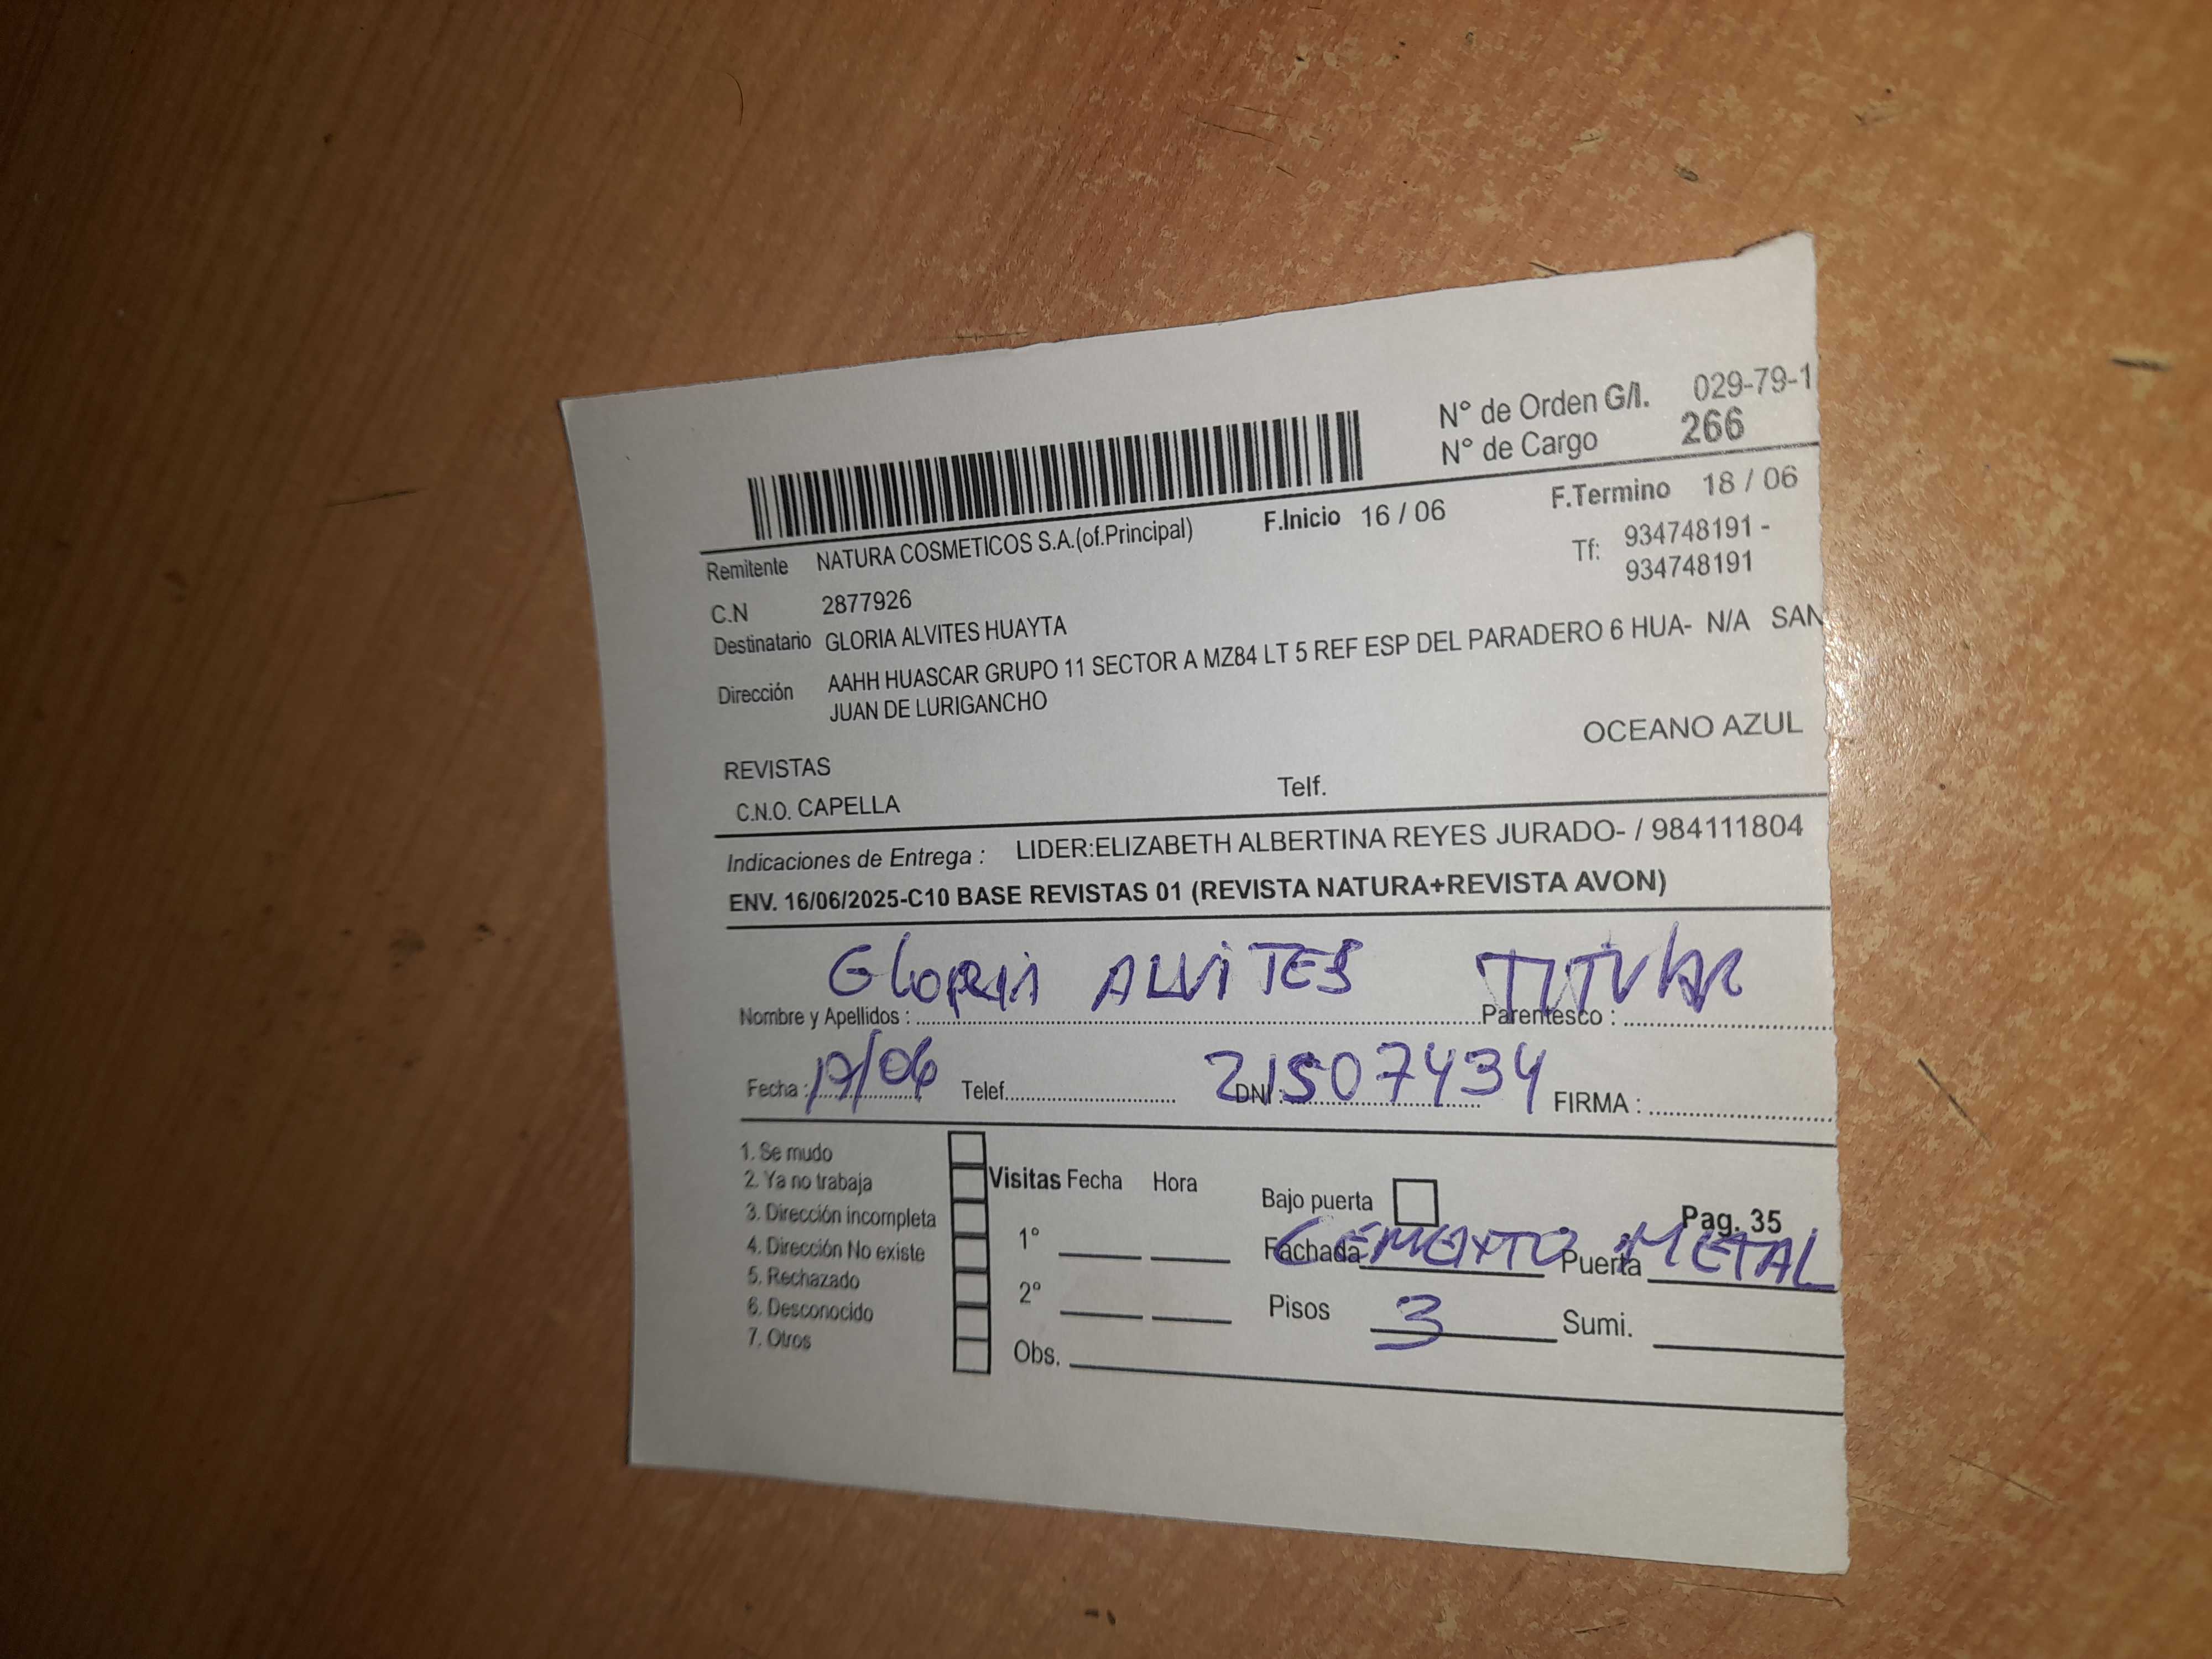 N° de Orden G/I. 029-79-1
N° de Cargo 266
F.Inicio 16 / 06 F.Termino 18 / 06
Remitente NATURA COSMETICOS S.A.(of.Principal) Tf: 934748191 -
934748191
C.N 2877926
Destinatario GLORIA ALVITES HUAYTA
Dirección AAHH HUASCAR GRUPO 11 SECTOR A MZ84 LT 5 REF ESP DEL PARADERO 6 HUA- N/A SAN
JUAN DE LURIGANCHO
OCEANO AZUL
REVISTAS
C.N.O. CAPELLA Telf.
Indicaciones de Entrega : LIDER:ELIZABETH ALBERTINA REYES JURADO- / 984111804
ENV. 16/06/2025-C10 BASE REVISTAS 01 (REVISTA NATURA+REVISTA AVON)
Nombre y Apellidos : GLORIA ALVITES Parentesco : TITULAR
Fecha : 17/06 Telef. DNI : 21507434 FIRMA :
1. Se mudo
2. Ya no trabaja Visitas Fecha Hora
3. Dirección incompleta Bajo puerta Pag. 35
4. Dirección No existe 1° Fachada CEMENTO Puerta METAL
5. Rechazado
6. Desconocido 2° Pisos 3 Sumi.
7. Otros Obs.